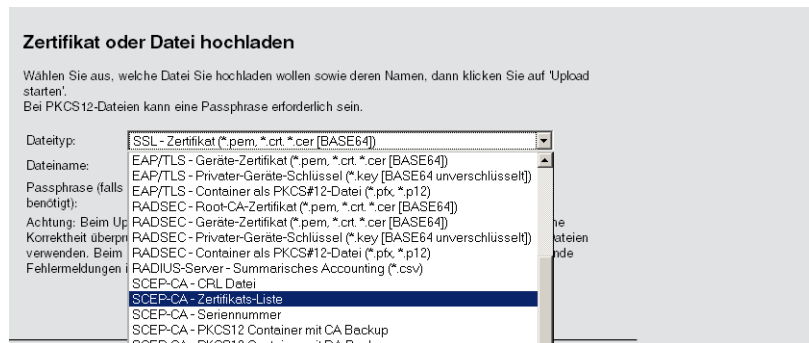 Zertifikat oder Datei hochladen
Wählen Sie aus, welche Datei Sie hochladen wollen sowie deren Namen, dann klicken Sie auf 'Upload
starten'.
Bei PKCS12-Dateien kann eine Passphrase erforderlich sein.
Dateityp: SSL - Zertifikat (*.pem, *.crt. *.cer [BASE64])
Dateiname: EAP/TLS - Geräte-Zertifikat (*.pem, *.crt. *.cer [BASE64])
EAP/TLS - Privater-Geräte-Schlüssel (*.key [BASE64 unverschlüsselt])
Passphrase (falls EAP/TLS - Container als PKCS#12-Datei (*.pfx, *.p12)
benötigt): RADSEC - Root-CA-Zertifikat (*.pem, *.crt. *.cer [BASE64])
Achtung: Beim RADSEC - Geräte-Zertifikat (*.pem, *.crt. *.cer [BASE64])
Korrektheit RADSEC - Privater-Geräte-Schlüssel (*.key [BASE64 unverschlüsselt])
verwenden. Beim RADSEC - Container als PKCS#12-Datei (*.pfx, *.p12)
Fehlermeldungen RADIUS-Server - Summarisches Accounting (*.csv)
SCEP-CA - CRL Datei
SCEP-CA - Zertifikats-Liste
SCEP-CA - Seriennummer
SCEP-CA - PKCS12 Container mit CA Backup